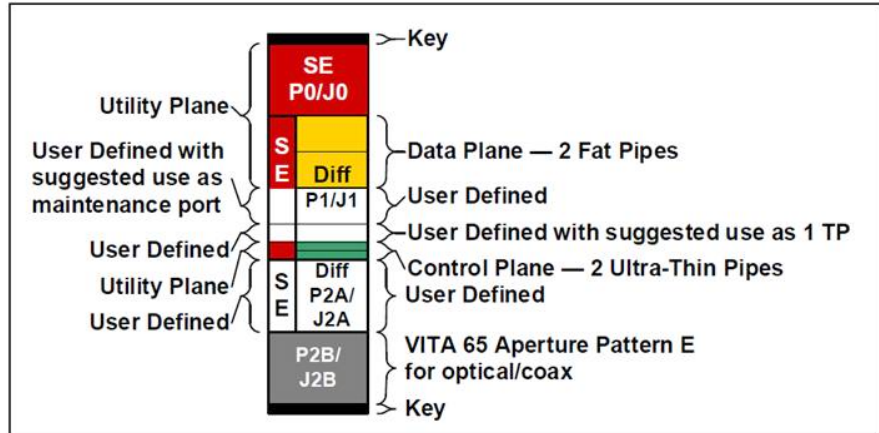 Key
SE
P0/J0
Utility Plane
S
E
Data Plane — 2 Fat Pipes
Diff
User Defined with
suggested use as
maintenance port
P1/J1
User Defined
User Defined with suggested use as 1 TP
User Defined
Control Plane — 2 Ultra-Thin Pipes
Utility Plane
S
E
Diff
P2A/
J2A
User Defined
User Defined
P2B/
J2B
VITA 65 Aperture Pattern E
for optical/coax
Key